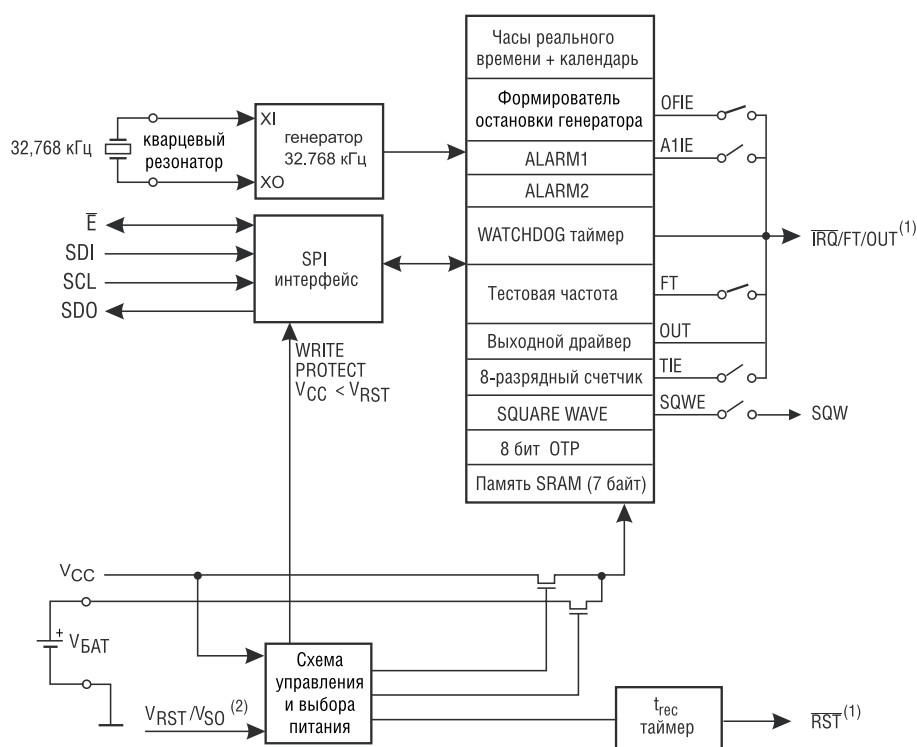 Часы реального
времени + календарь
Формирователь
остановки генератора
ALARM1
ALARM2
WATCHDOG таймер
Тестовая частота
Выходной драйвер
8-разрядный счетчик
SQUARE WAVE
8 бит OTP
Память SRAM (7 байт)
OFIE
A1IE
FT
OUT
TIE
SQWE
IRQ/FT/OUT(1)
SQW
32,768 кГц
кварцевый
резонатор
XI
генератор
32.768 кГц
XO
E
SDI
SCL
SDO
SPI
интерфейс
WRITE
PROTECT
VCC < VRST
VCC
+
VБАТ
VRST/VSO(2)
Схема
управления
и выбора
питания
trec
таймер
RST(1)